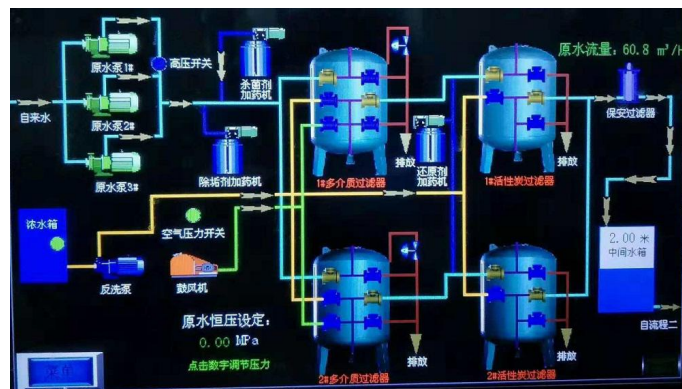 原水泵1#
高压开关
杀菌剂
加药机
原水流量: 60.8 m³/H
自来水
原水泵2#
保安过滤器
除垢剂加药机
还原剂
加药机
排放
排放
原水泵3#
1#多介质过滤器
1#活性炭过滤器
浓水箱
空气压力开关
2.00 米
中间水箱
反洗泵
鼓风机
自流程二
原水恒压设定:
0.00 MPa
点击数字调节压力
排放
排放
菜单
2#多介质过滤器
2#活性炭过滤器